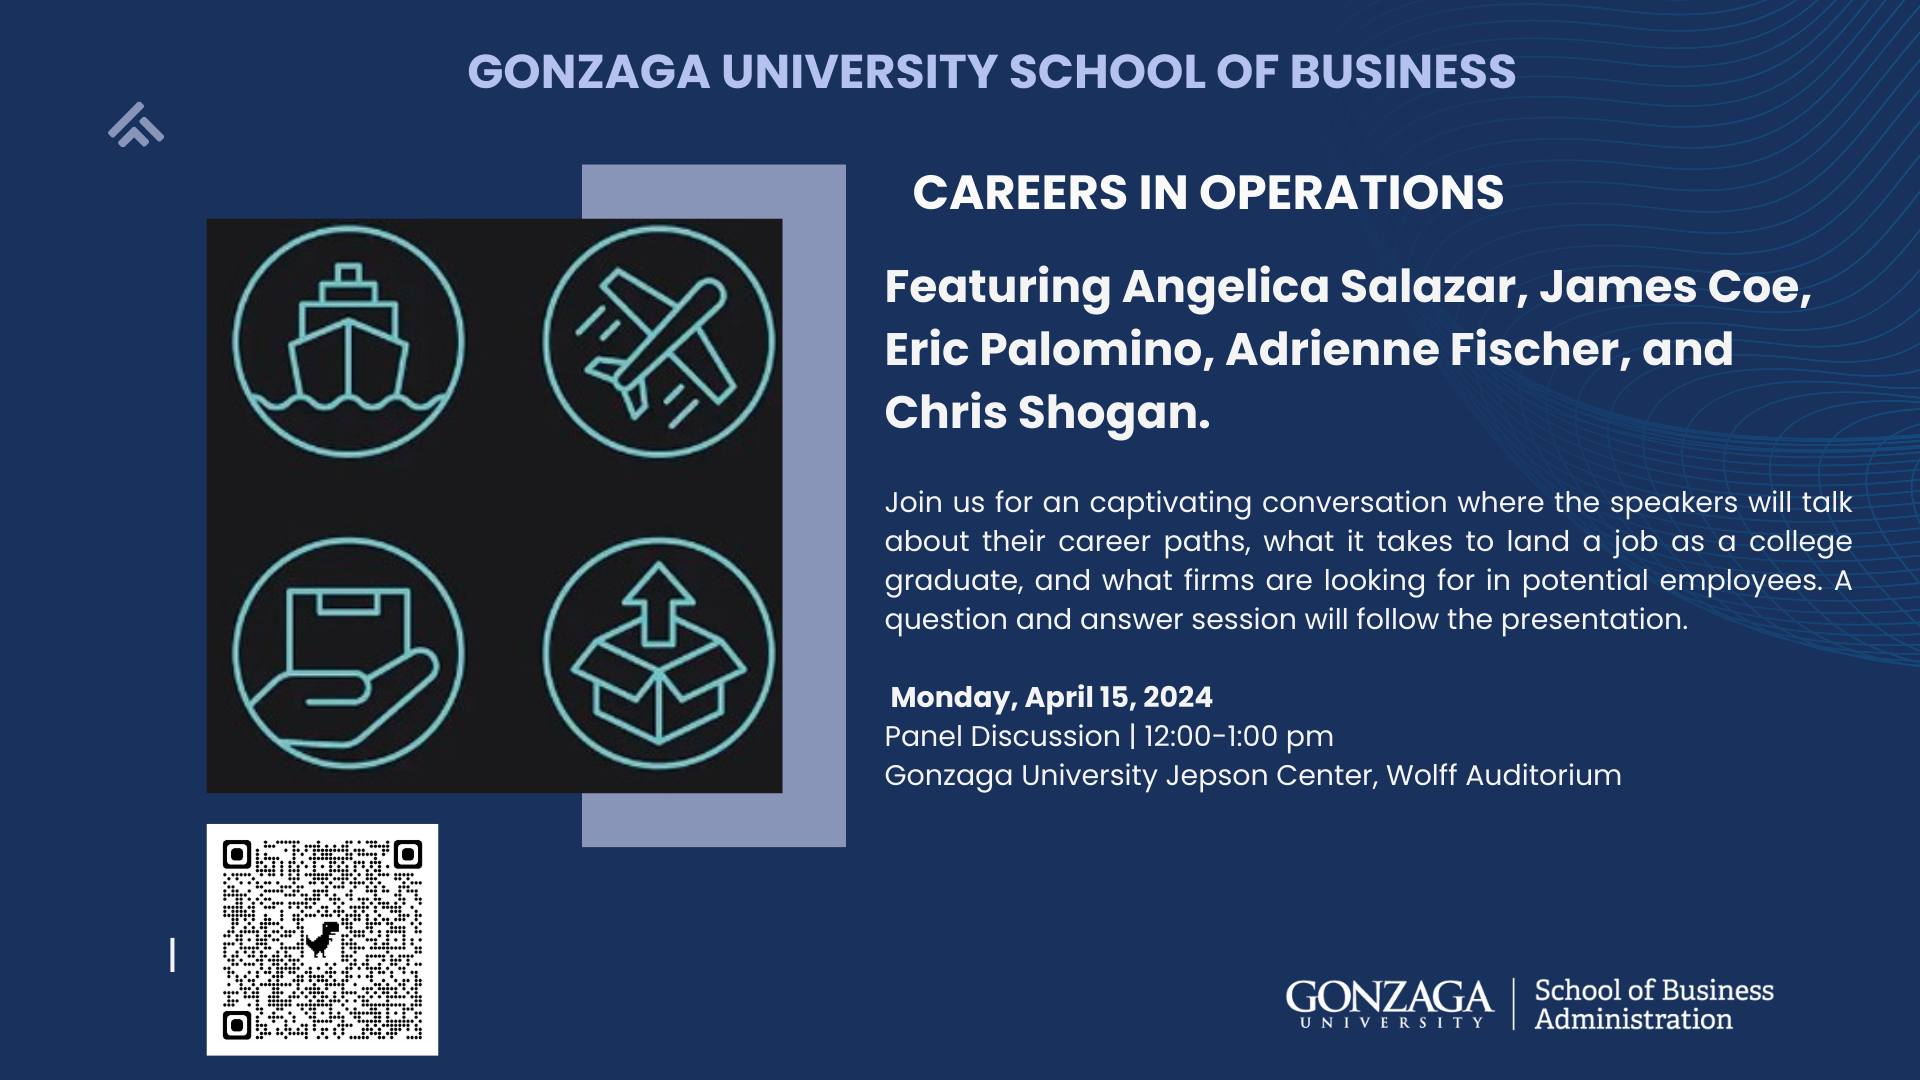 GONZAGA UNIVERSITY SCHOOL OF BUSINESS
CAREERS IN OPERATIONS
Featuring Angelica Salazar, James Coe,
Eric Palomino, Adrienne Fischer, and
Chris Shogan.
Join us for an captivating conversation where the speakers will talk
about their career paths, what it takes to land a job as a college
graduate, and what firms are looking for in potential employees. A
question and answer session will follow the presentation.
Monday, April 15, 2024
Panel Discussion | 12:00-1:00 pm
Gonzaga University Jepson Center, Wolff Auditorium
|
GONZAGA
UNIVERSITY
School of Business
Administration